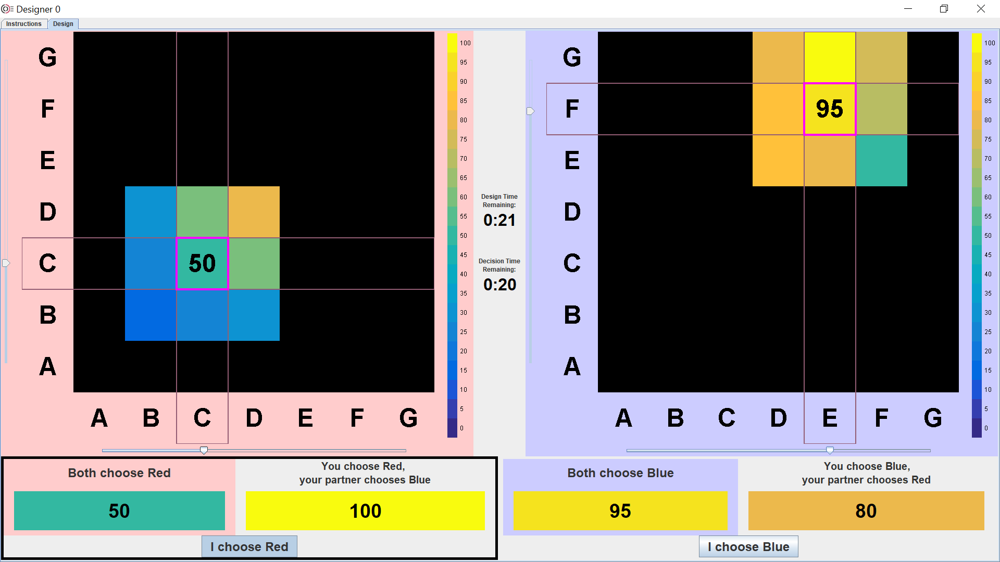 Designer 0
Instructions Design
G
F
E
D
C
B
A
50
A B C D E F G
100
95
90
85
80
75
70
65
60
55
50
45
40
35
30
25
20
15
10
5
0
Design Time
Remaining:
0:21
Decision Time
Remaining:
0:20
G
F
E
D
C
B
A
95
A B C D E F G
100
95
90
85
80
75
70
65
60
55
50
45
40
35
30
25
20
15
10
5
0
Both choose Red
50
You choose Red,
your partner chooses Blue
100
I choose Red
Both choose Blue
95
You choose Blue,
your partner chooses Red
80
I choose Blue